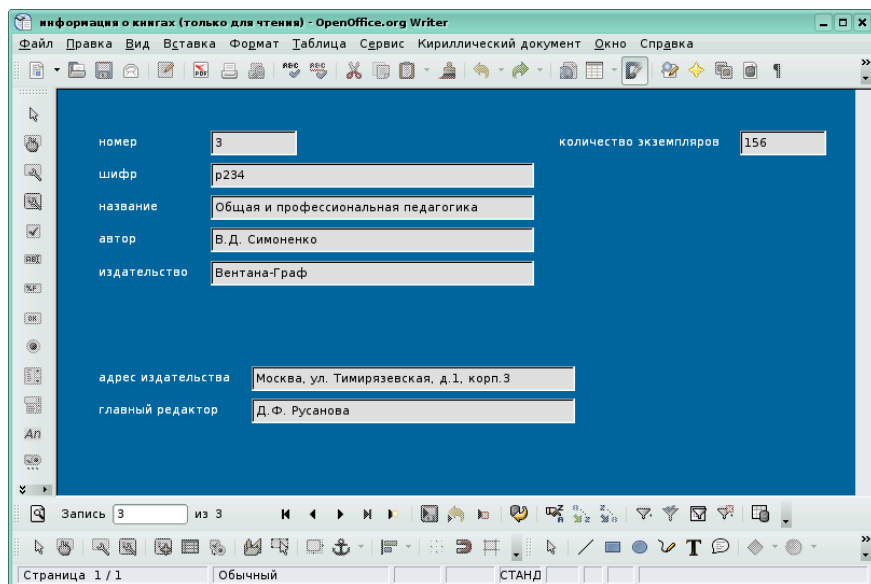 информация о книгах (только для чтения) - OpenOffice.org Writer
Файл Правка Вид Вставка Формат Таблица Сервис Кириллический документ Окно Справка
номер 3 количество экземпляров 156
шифр р234
название Общая и профессиональная педагогика
автор В.Д. Симоненко
издательство Вентана-Граф
адрес издательства Москва, ул. Тимирязевская, д.1, корп.3
главный редактор Д.Ф. Русанова
Запись 3 из 3
Страница 1 / 1 Обычный СТАНД